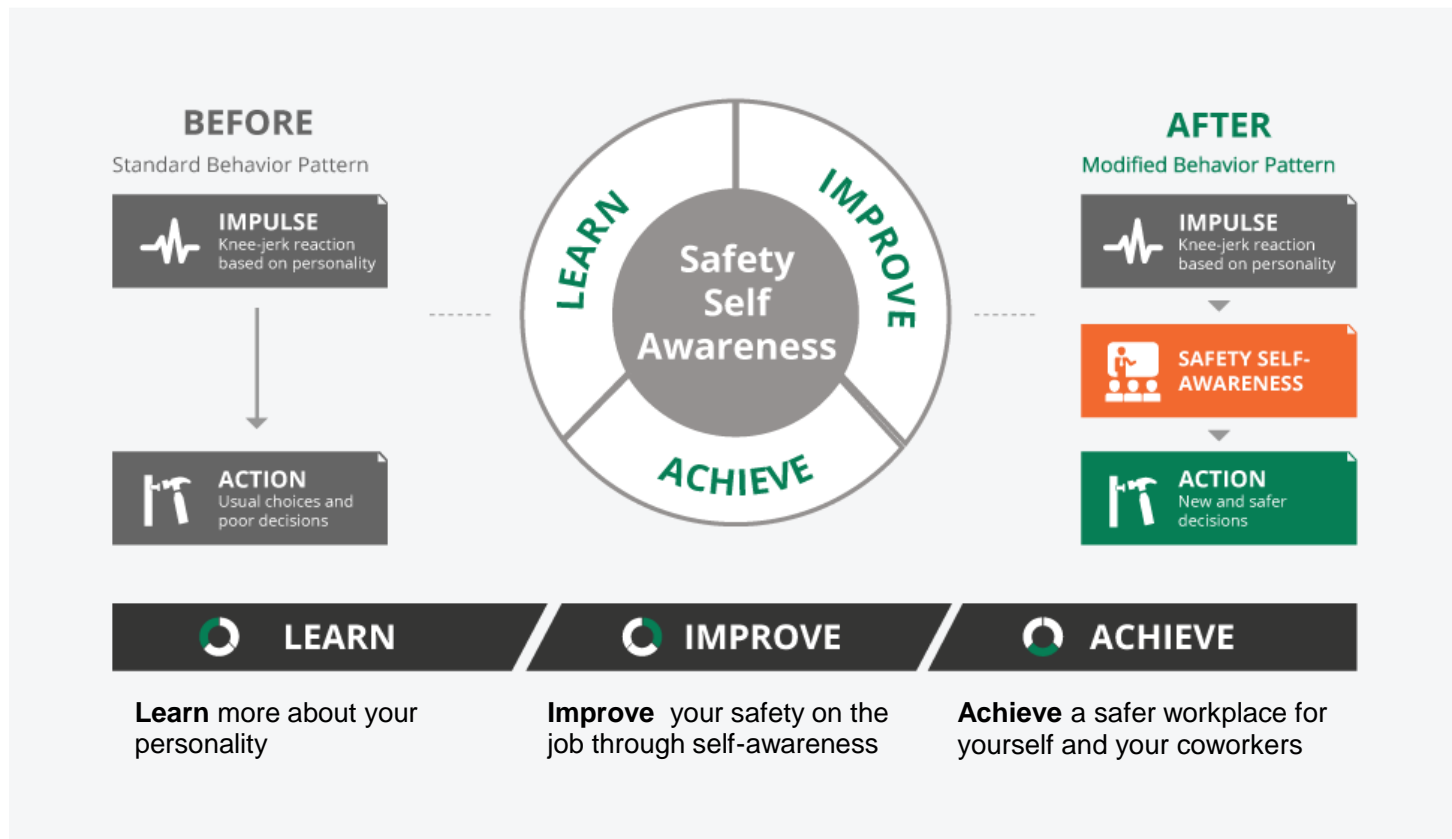 BEFORE
Standard Behavior Pattern
IMPULSE
Knee-jerk reaction
based on personality
ACTION
Usual choices and
poor decisions
LEARN
IMPROVE
ACHIEVE
Safety
Self
Awareness
AFTER
Modified Behavior Pattern
IMPULSE
Knee-jerk reaction
based on personality
SAFETY SELF-
AWARENESS
ACTION
New and safer
decisions
LEARN
IMPROVE
ACHIEVE
Learn more about your
personality
Improve  your safety on the
job through self-awareness
Achieve a safer workplace for
yourself and your coworkers